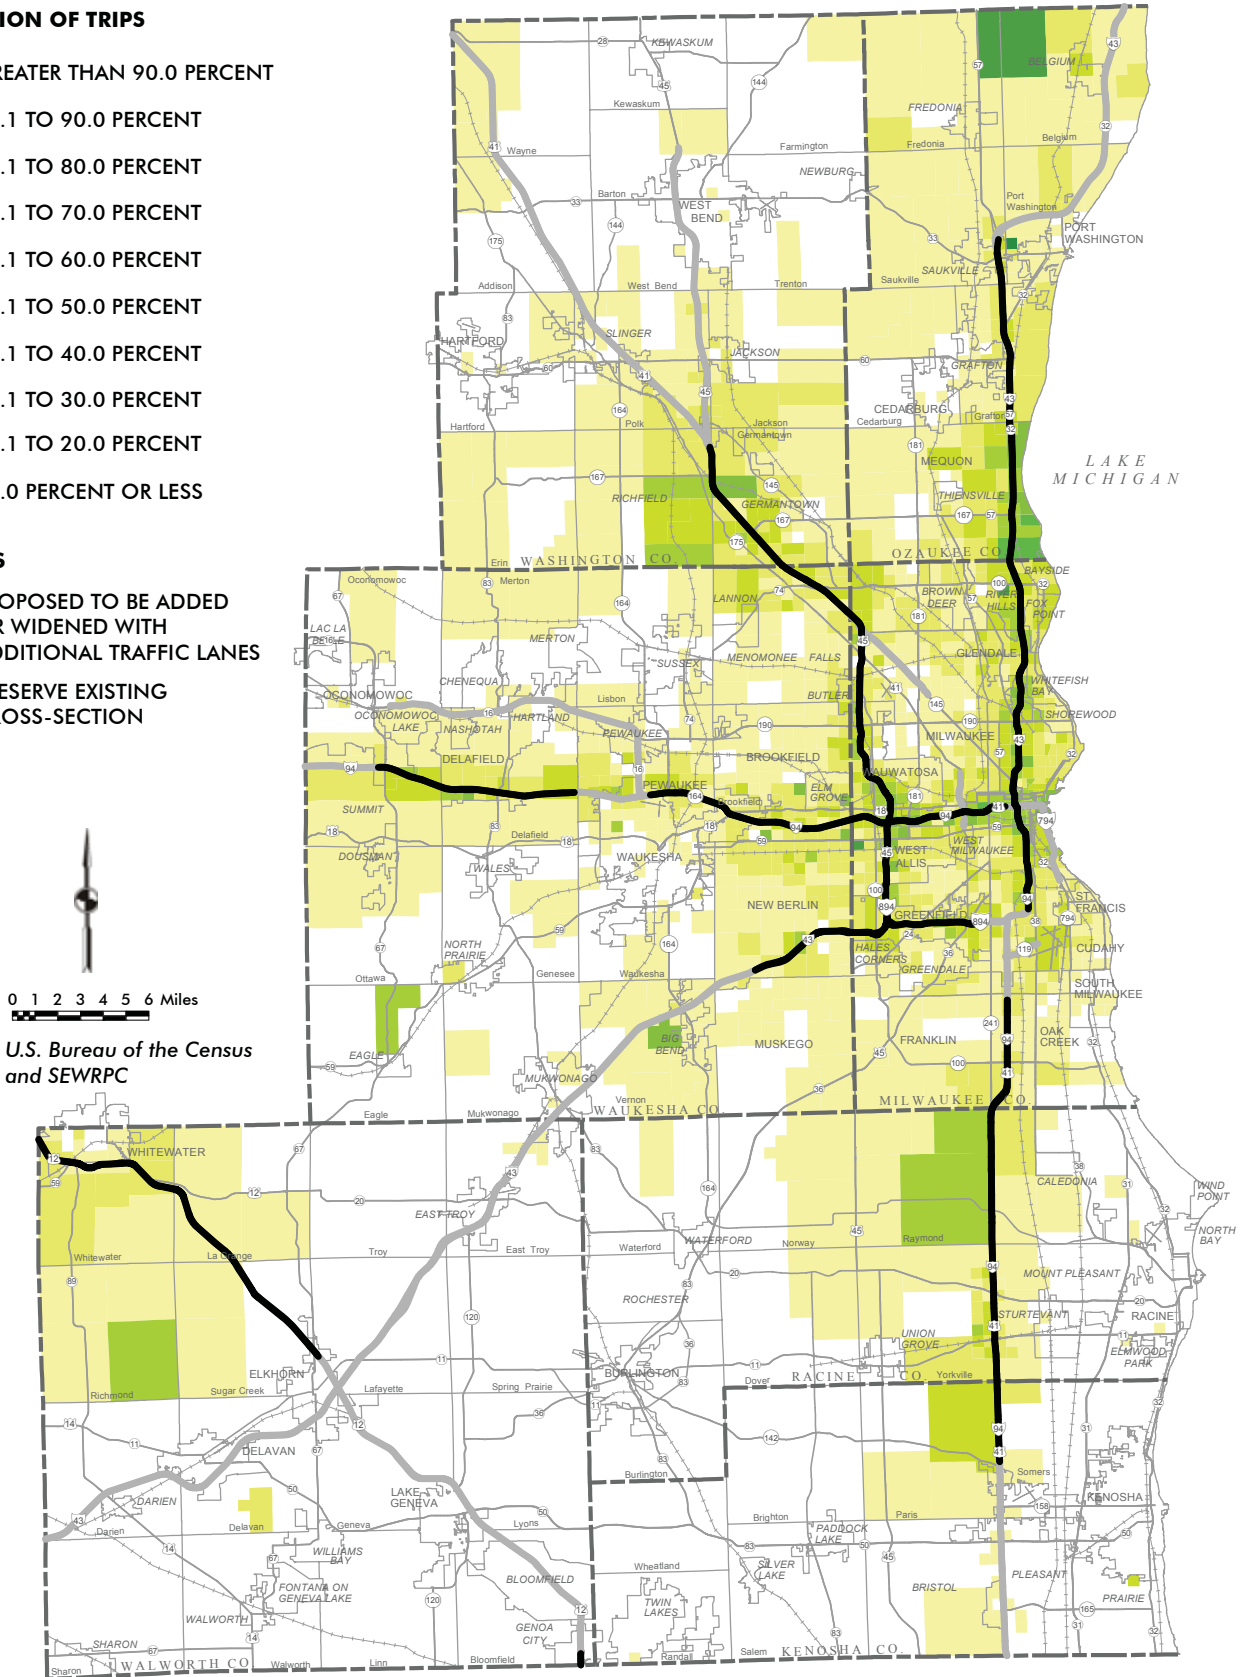 ION OF TRIPS
REATER THAN 90.0 PERCENT
.1 TO 90.0 PERCENT
.1 TO 80.0 PERCENT
.1 TO 70.0 PERCENT
.1 TO 60.0 PERCENT
.1 TO 50.0 PERCENT
.1 TO 40.0 PERCENT
.1 TO 30.0 PERCENT
.1 TO 20.0 PERCENT
.0 PERCENT OR LESS
S
OPOSED TO BE ADDED
R WIDENED WITH
DDITIONAL TRAFFIC LANES
ESERVE EXISTING
ROSS-SECTION
0 1 2 3 4 5 6 Miles
U.S. Bureau of the Census
and SEWRPC
KEWASKUM
Kewaskum
Wayne
Barton
WEST
BEND
Farmington
NEWBURG
Addison
West Bend
Trenton
HARTFORD
SLINGER
JACKSON
Hartford
Polk
Jackson
Germantown
RICHFIELD
GERMANTOWN
Erin
WASHINGTON CO.
BELGIUM
FREDONIA
Fredonia
Belgium
Port
Washington
PORT
WASHINGTON
SAUKVILLE
Saukville
GRAFTON
CEDARBURG
Cedarburg
Grafton
MEQUON
THIENSVILLE
OZAUKEE CO.
LAKE
MICHIGAN
Oconomowoc
Merton
LAC LA
BELLE
MERTON
LANNON
SUSSEX
MENOMONEE FALLS
BUTLER
CHENEQUA
OCONOMOWOC
OCONOMOWOC
LAKE
NASHOTAH
HARTLAND
Lisbon
PEWAUKEE
DELAFIELD
PEWAUKEE
BROOKFIELD
Brookfield
ELM
GROVE
SUMMIT
Delafield
DOUSMAN
WALES
WAUKESHA
NEW BERLIN
NORTH
PRAIRIE
Ottawa
Genesee
Waukesha
EAGLE
BIG
BEND
MUSKEGO
MUKWONAGO
Vernon
Eagle
Mukwonago
WAUKESHA CO.
BAYSIDE
BROWN
DEER
RIVER
HILLS
FOX
POINT
GLENDALE
WHITEFISH
BAY
SHOREWOOD
MILWAUKEE
WAUWATOSA
WEST
MILWAUKEE
WEST
ALLIS
ST.
FRANCIS
GREENFIELD
CUDAHY
HALES
CORNERS
GREENDALE
SOUTH
MILWAUKEE
FRANKLIN
OAK
CREEK
MILWAUKEE CO.
WHITEWATER
Whitewater
La Grange
EAST TROY
Troy
East Troy
Richmond
Sugar Creek
ELKHORN
Lafayette
Spring Prairie
DELAVAN
DARIEN
Darien
Delavan
Geneva
LAKE
GENEVA
Lyons
WILLIAMS
BAY
FONTANA ON
GENEVA LAKE
BLOOMFIELD
WALWORTH
GENOA
CITY
SHARON
Sharon
WALWORTH CO.
Walworth
Linn
Bloomfield
CALEDONIA
WIND
POINT
NORTH
BAY
Waterford
WATERFORD
Norway
Raymond
MOUNT PLEASANT
ROCHESTER
STURTEVANT
RACINE
UNION
GROVE
ELMWOOD
PARK
BURLINGTON
Dover
RACINE CO.
Yorkville
Burlington
Somers
KENOSHA
Brighton
Paris
PADDOCK
LAKE
SILVER
LAKE
Wheatland
TWIN
LAKES
BRISTOL
PLEASANT
PRAIRIE
Randall
Salem
KENOSHA CO.